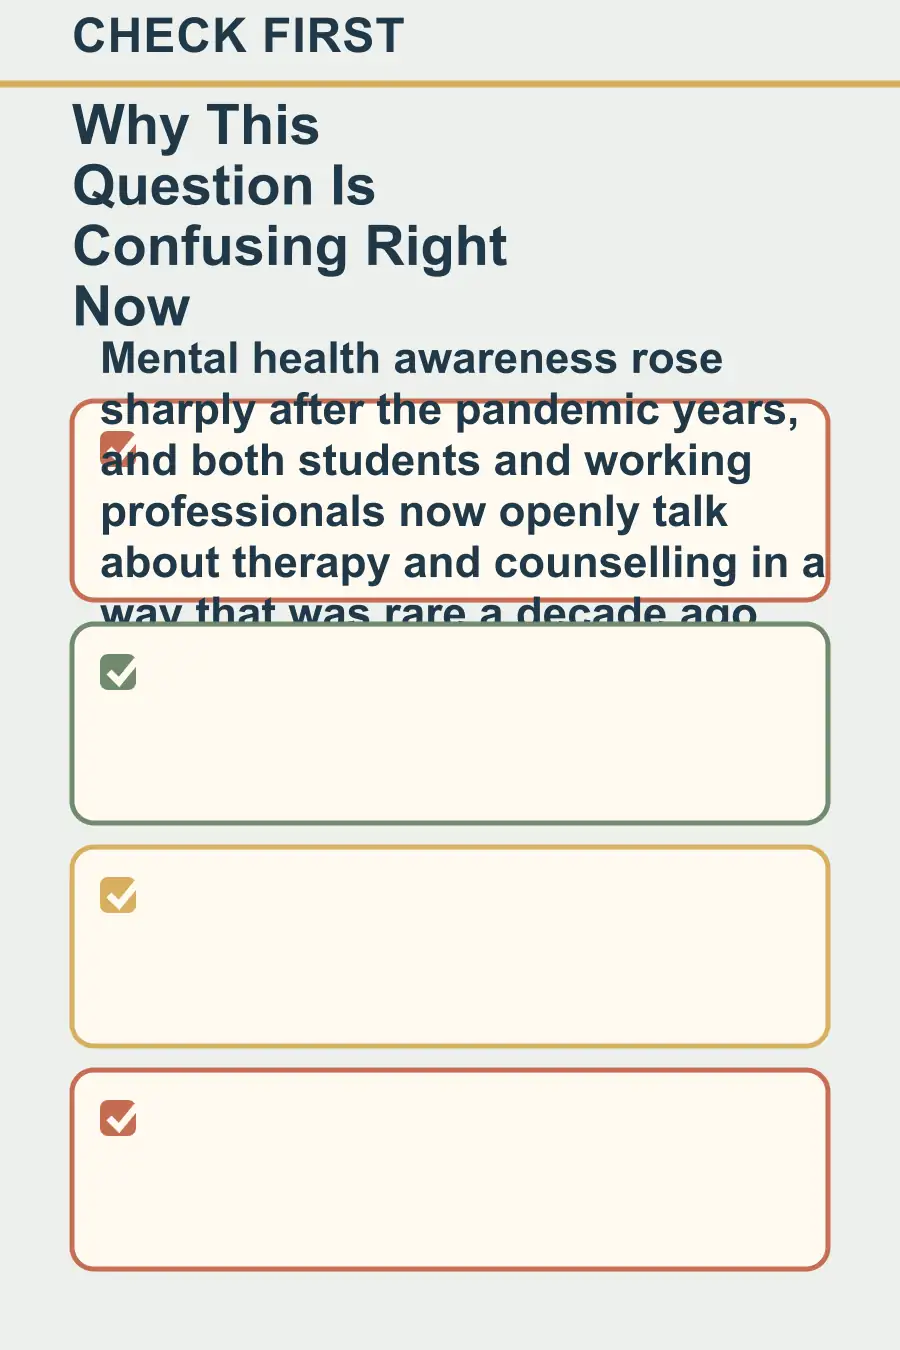 CHECK FIRST
Why This
Question Is
Confusing Right
Now
Mental health awareness rose
sharply after the pandemic years,
and both students and working
professionals now openly talk
about therapy and counselling in a
way that was rare a decade ago